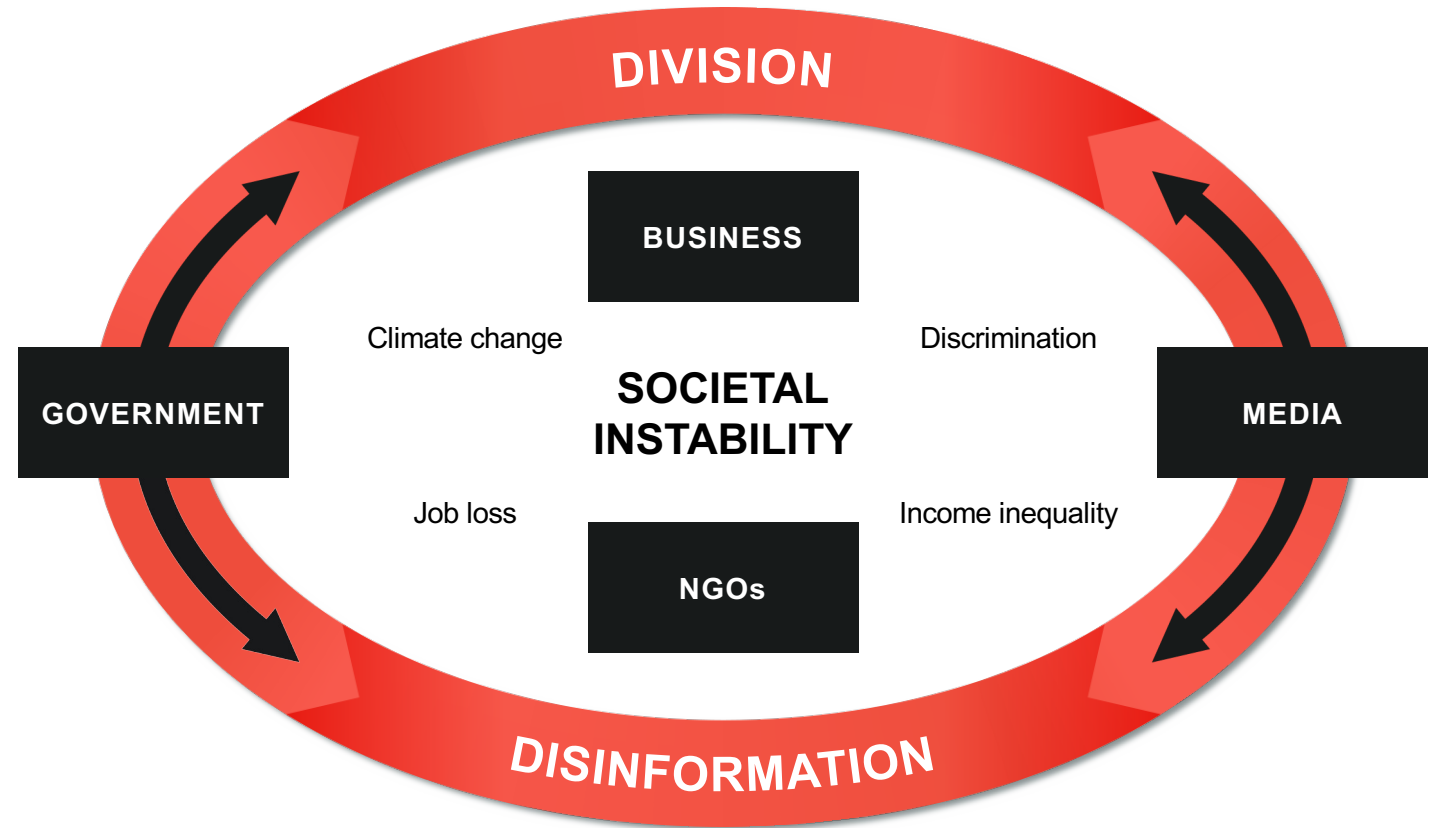 DIVISION
BUSINESS
Climate change
Discrimination
SOCIETAL
INSTABILITY
GOVERNMENT
MEDIA
Job loss
Income inequality
NGOs
DISINFORMATION